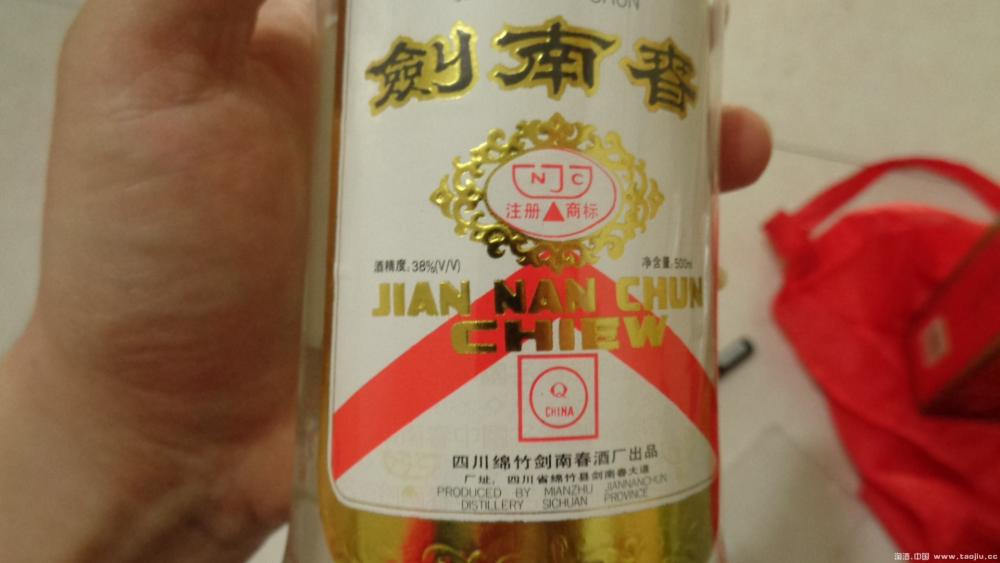 CHUN
劍南春
NJC
注册 商标
酒精度:38%(V/V) 净含量:500ml
JIAN NAN CHUN
CHIEW
Q
CHINA
四川绵竹剑南春酒厂出品
厂址:四川省绵竹县剑南春大道
PRODUCED BY MIANZHU JIANNANCHUN
DISTILLERY SICHUAN PROVINCE
淘酒.中国 www.taojiu.cc